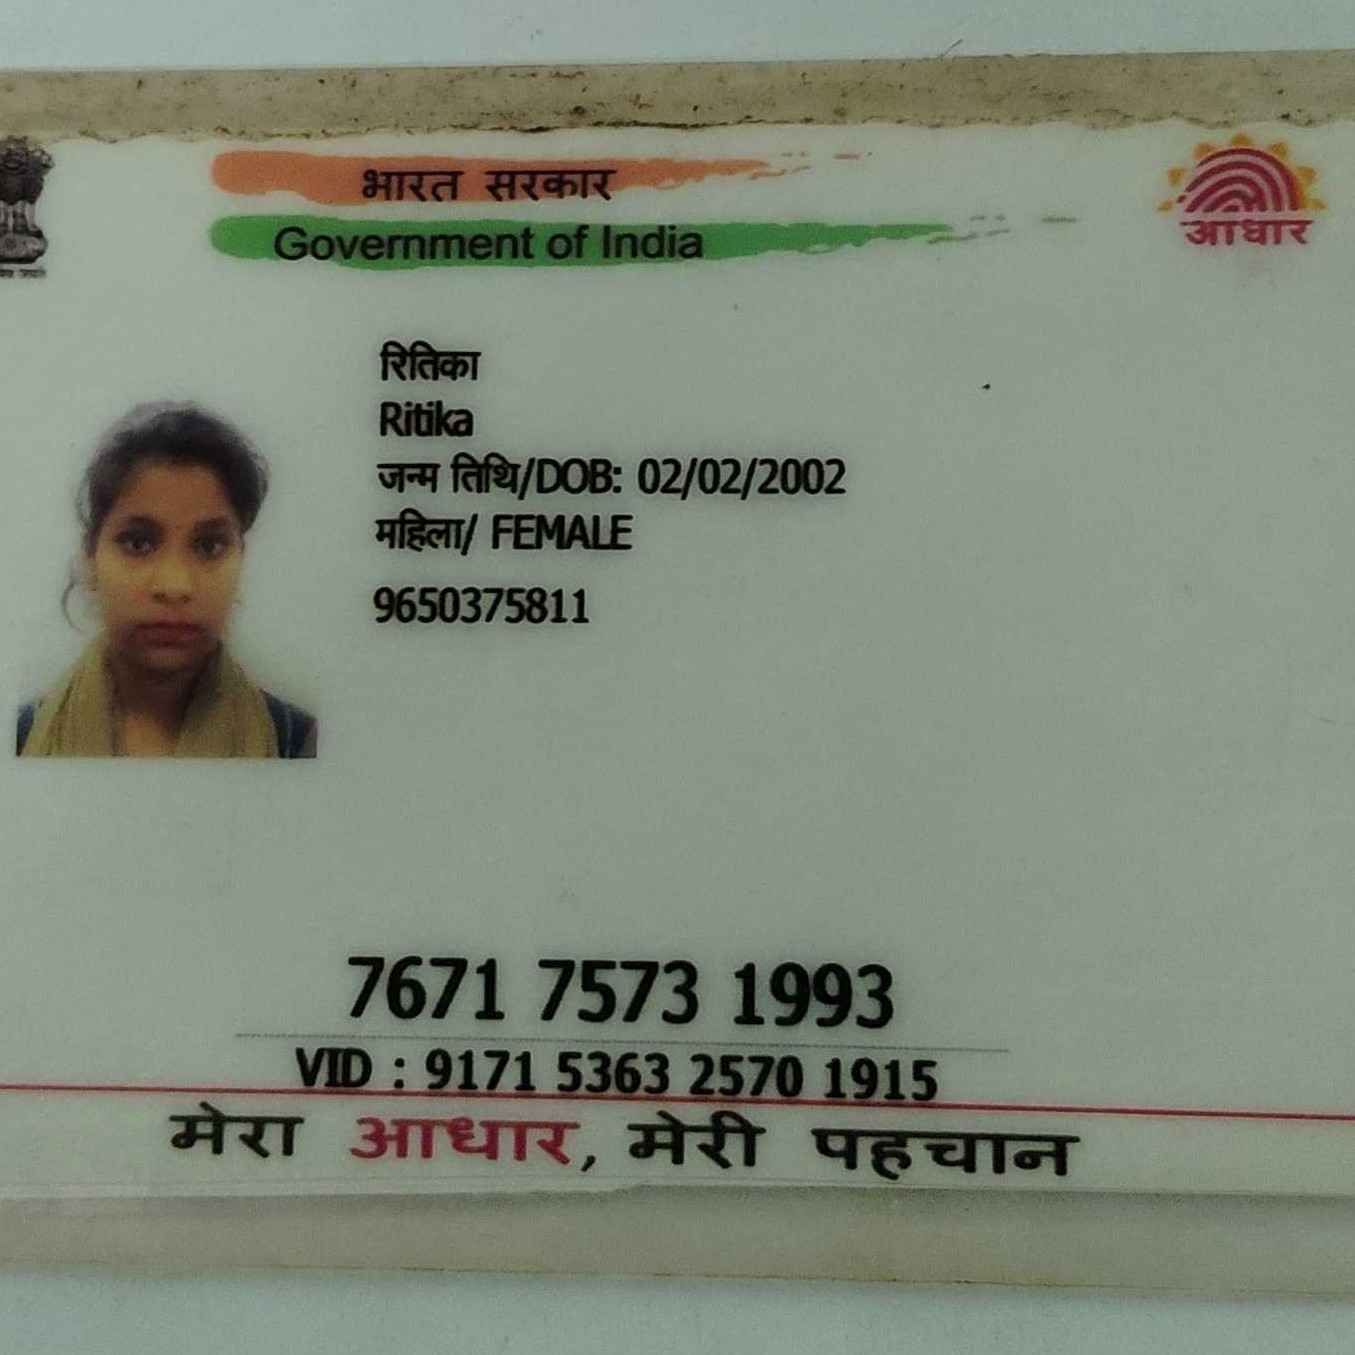 भारत सरकार
Government of India
आधार
रितिका
Ritika
जन्म तिथि/DOB: 02/02/2002
महिला/ FEMALE
9650375811
7671 7573 1993
VID : 9171 5363 2570 1915
मेरा आधार, मेरी पहचान